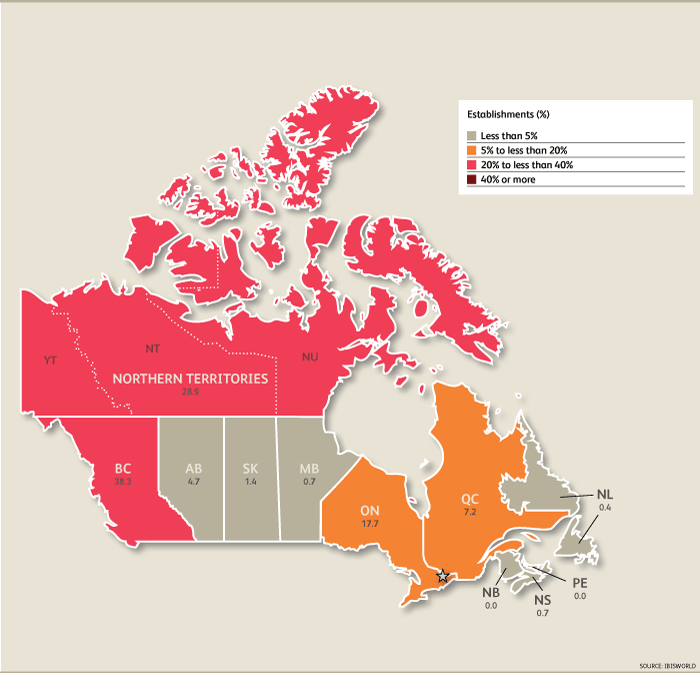 Establishments (%)
Less than 5%
5% to less than 20%
20% to less than 40%
40% or more
YT
NT
NU
NORTHERN TERRITORIES
28.9
BC
38.3
AB
4.7
SK
1.4
MB
0.7
ON
17.7
QC
7.2
NL
0.4
PE
0.0
NB
0.0
NS
0.7
SOURCE: IBISWORLD